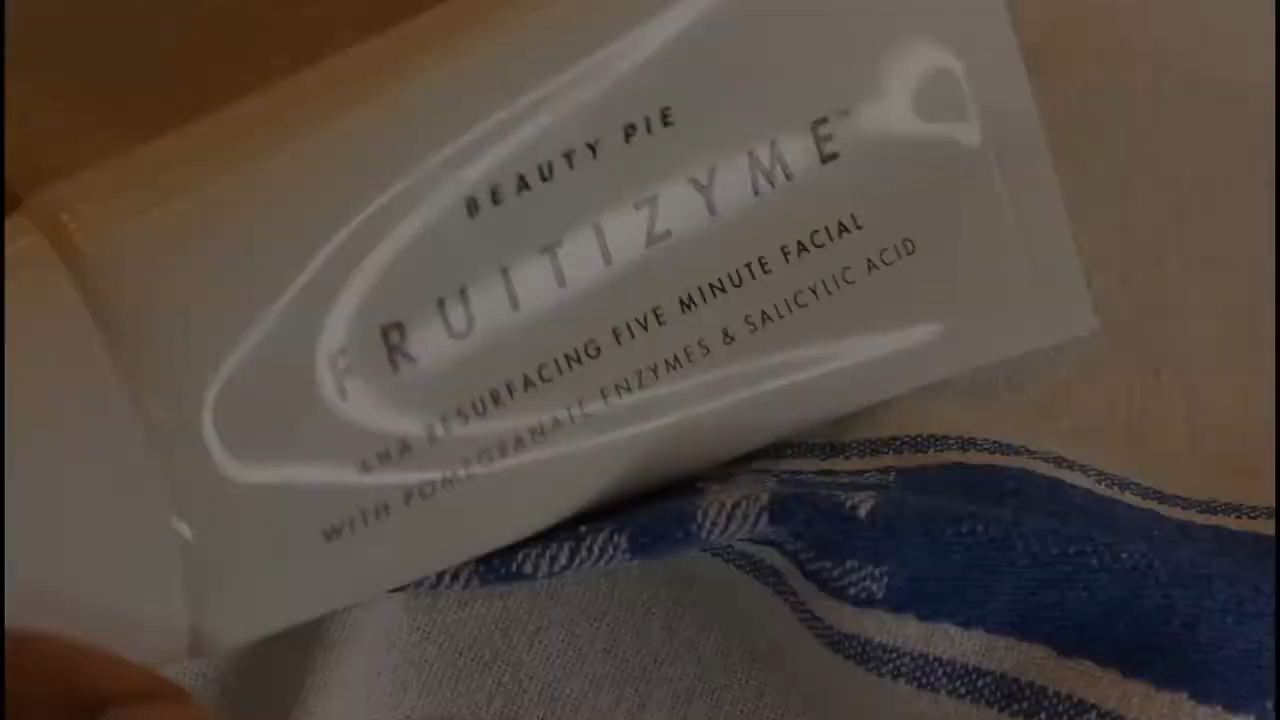 BEAUTY PIE
FRUITIZYME™
AHA RESURFACING FIVE MINUTE FACIAL
WITH POMEGRANATE ENZYMES & SALICYLIC ACID